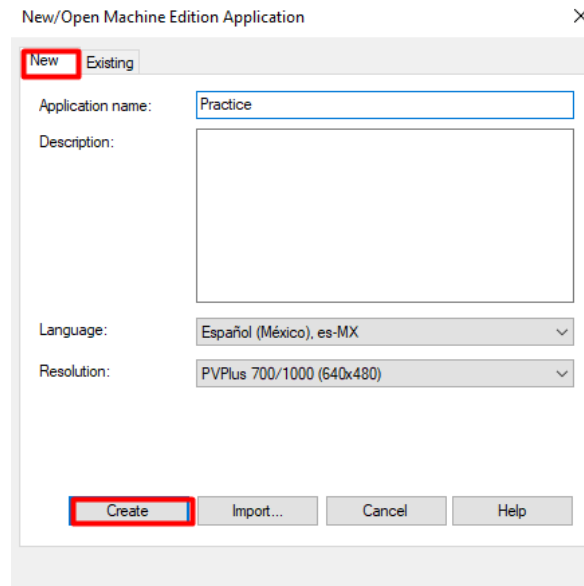 New/Open Machine Edition Application
New Existing
Application name: Practice
Description:
Language: Español (México), es-MX
Resolution: PVPlus 700/1000 (640x480)
Create Import... Cancel Help